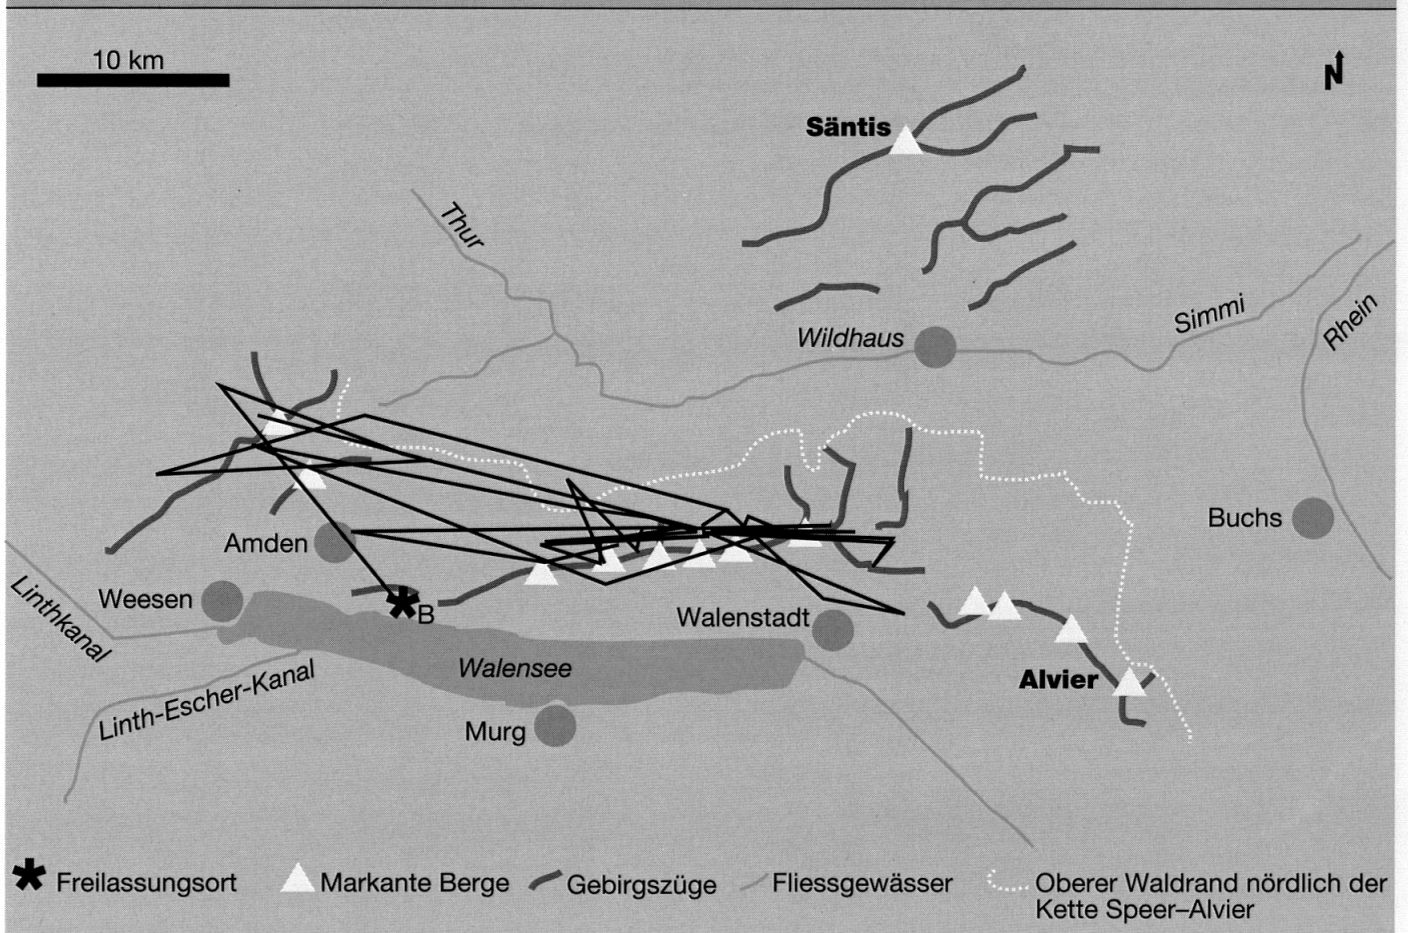 10 km
N
Säntis
Thur
Simmi
Rhein
Wildhaus
Buchs
Amden
Weesen
B
Walenstadt
Linthkanal
Walensee
Alvier
Linth-Escher-Kanal
Murg
Freilassungsort
Markante Berge
Gebirgszüge
Fliessgewässer
Oberer Waldrand nördlich der
Kette Speer–Alvier